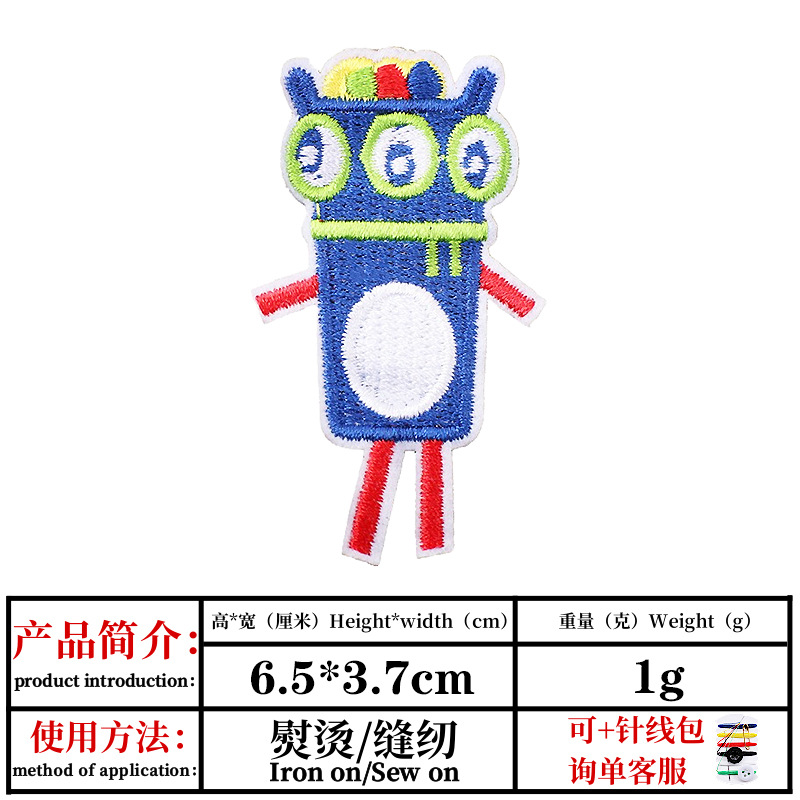 产品简介：
product introduction：
高*宽（厘米）Height*width（cm）
6.5*3.7cm
重量（克）Weight（g）
1g
使用方法：
method of application：
熨烫/缝纫
Iron on/Sew on
可+针线包
询单客服